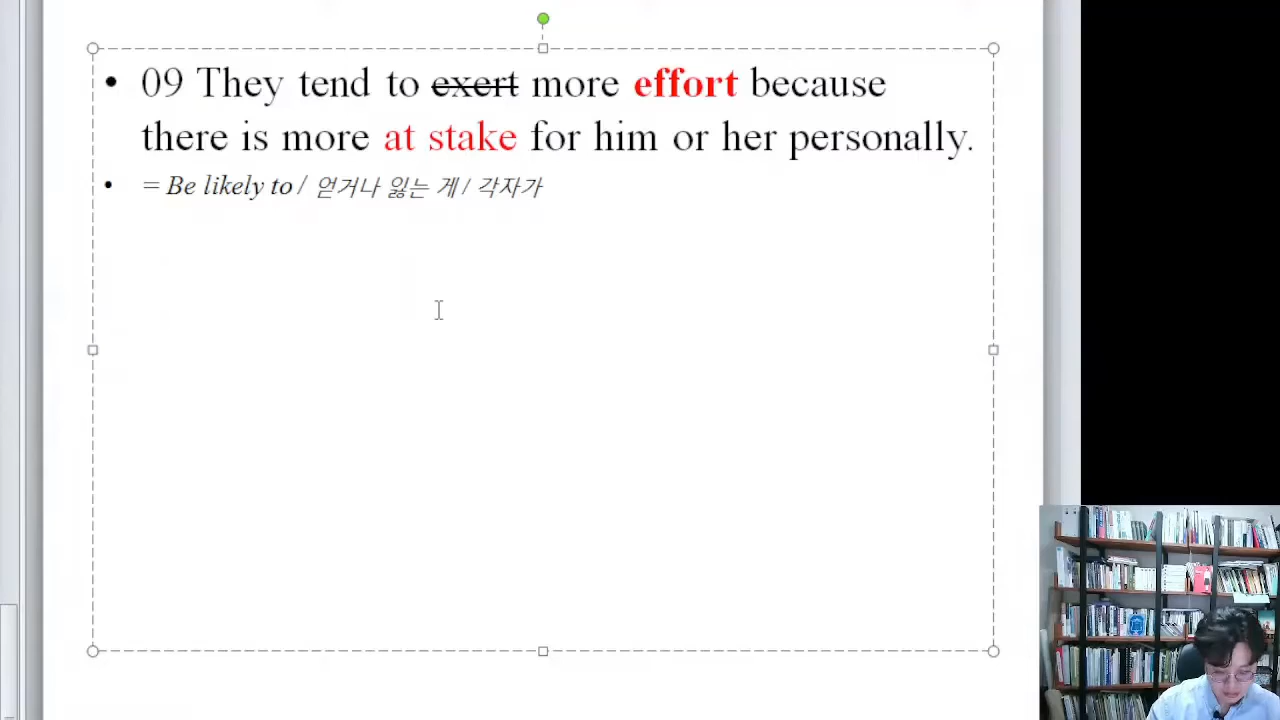 • 09 They tend to exert more effort because
there is more at stake for him or her personally.
• = Be likely to / 얻거나 잃는 게 / 각자가